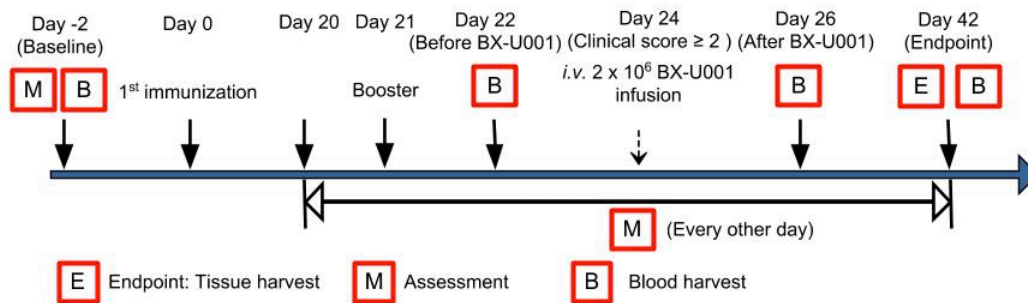 Day -2 Day 0 Day 20 Day 21 Day 22 Day 24 Day 26 Day 42
(Baseline) (Before BX-U001) (Clinical score ≥ 2 ) (After BX-U001) (Endpoint)
M B 1st immunization Booster B i.v. 2 x 10⁶ BX-U001 B E B
infusion
M (Every other day)
E Endpoint: Tissue harvest M Assessment B Blood harvest